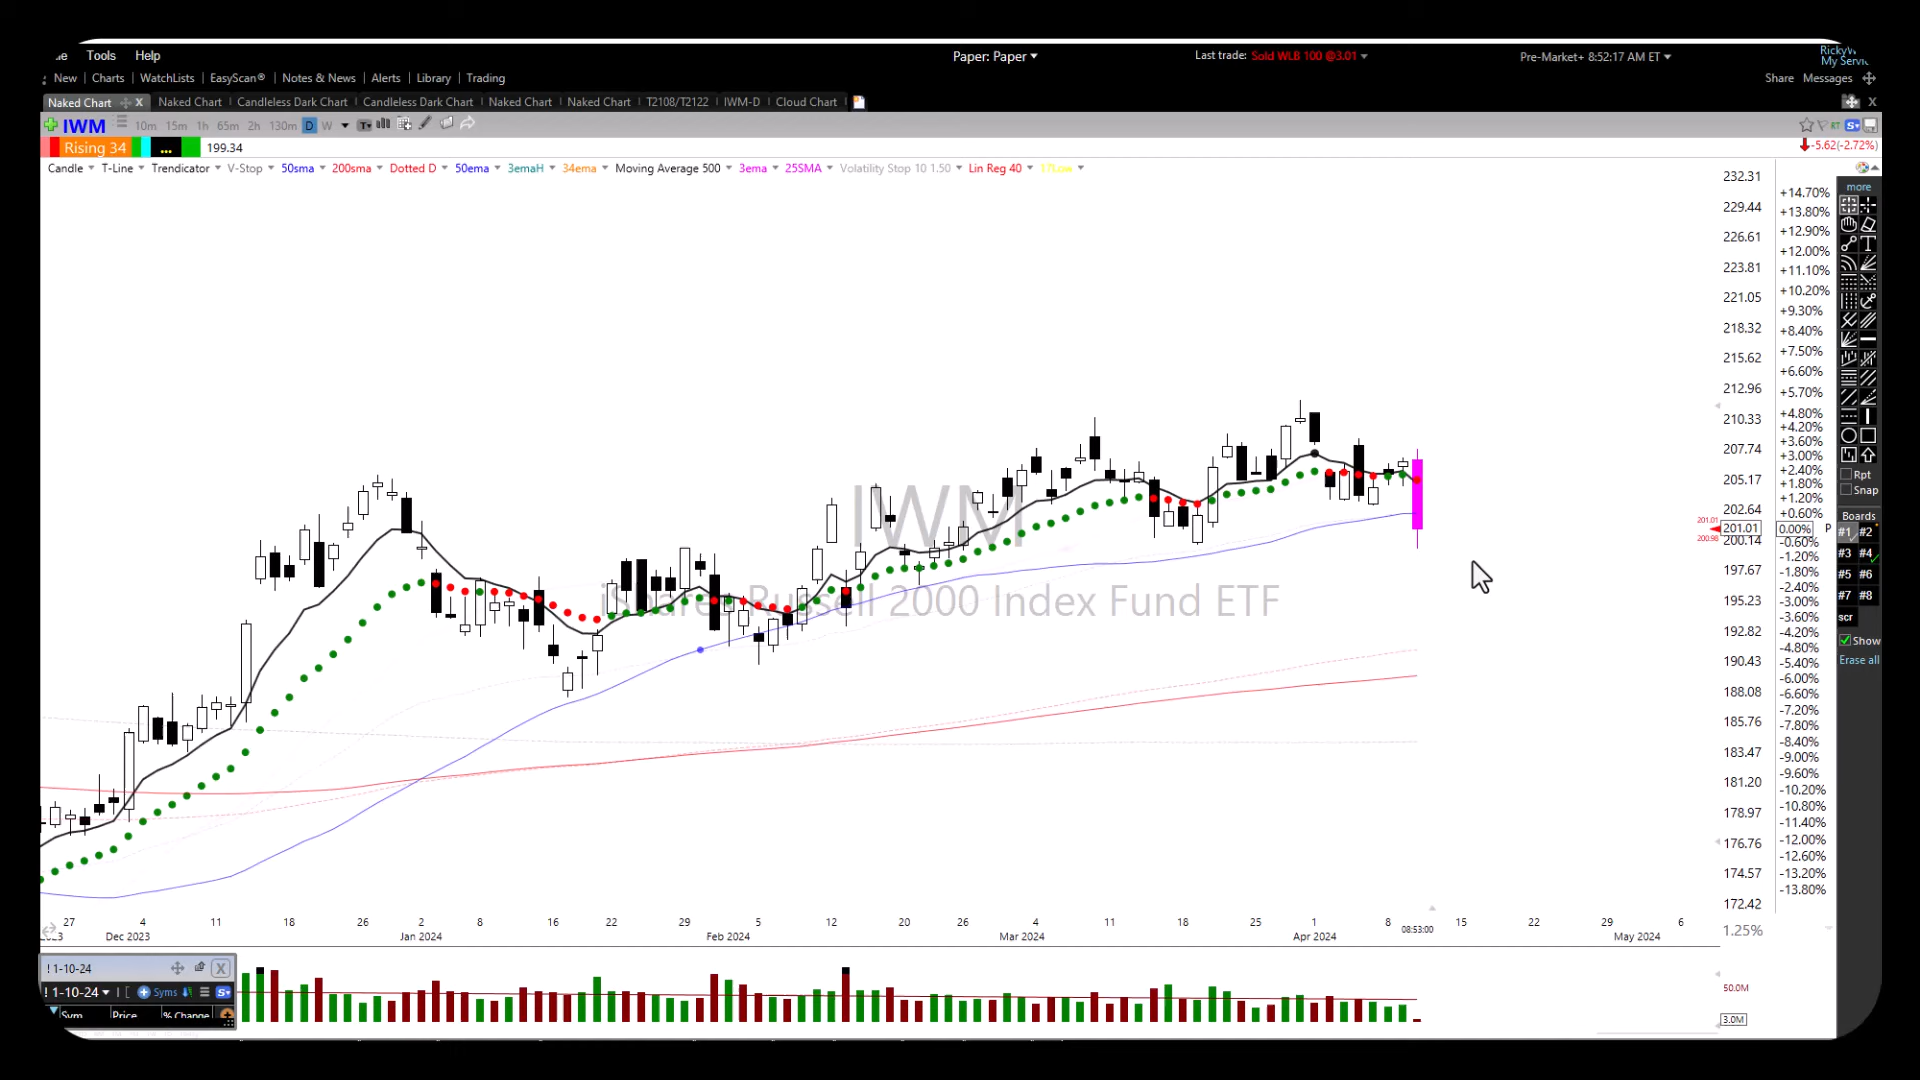 Tools Help
Paper: Paper
Last trade: Sold WLB 100 @3.01
Pre-Market+ 8:52:17 AM ET
New | Charts | WatchLists | EasyScan® | Notes & News | Alerts | Library | Trading
Share Messages
Naked Chart X Naked Chart Candleless Dark Chart Candleless Dark Chart Naked Chart Naked Chart T2108/T2122 IWM-D Cloud Chart
IWM 10m 15m 1h 65m 2h 130m D W
Rising 34 ... 199.34
-5.62(-2.72%)
Candle T-Line Trendicator V-Stop 50sma 200sma Dotted D 50ema 3emaH 34ema Moving Average 500 3ema 25SMA Volatility Stop 10 1.50 Lin Reg 40 17Low
more
232.31
229.44
226.61
223.81
221.05
218.32
215.62
212.96
210.33
207.74
205.17
202.64
201.01
200.14
197.67
195.23
192.82
190.43
188.08
185.76
183.47
181.20
178.97
176.76
174.57
172.42
201.01
200.98
+14.70%
+13.80%
+12.90%
+12.00%
+11.10%
+10.20%
+9.30%
+8.40%
+7.50%
+6.60%
+5.70%
+4.80%
+4.20%
+3.60%
+3.00%
+2.40%
+1.80%
+1.20%
+0.60%
0.00% P
-0.60%
-1.20%
-1.80%
-2.40%
-3.00%
-3.60%
-4.20%
-4.80%
-5.40%
-6.00%
-6.60%
-7.20%
-7.80%
-8.40%
-9.00%
-9.60%
-10.20%
-10.80%
-11.40%
-12.00%
-12.60%
-13.20%
-13.80%
1.25%
Rpt
Snap
Boards
#1 #2
#3 #4
#5 #6
#7 #8
scr
Show
Erase all
IWM
iShares Russell 2000 Index Fund ETF
27 4 11 18 26 2 8 16 22 29 5 12 20 26 4 11 18 25 1 8 08:53:00 15 22 29 6
Dec 2023 Jan 2024 Feb 2024 Mar 2024 Apr 2024 May 2024
! 1-10-24
! 1-10-24 Syms
Sym Price % Change
50.0M
3.0M